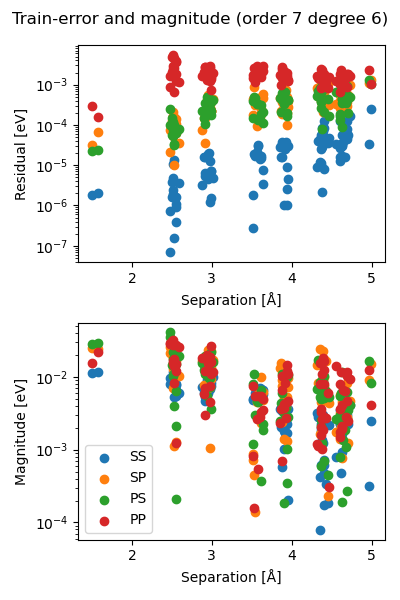 Train-error and magnitude (order 7 degree 6)
Residual [eV]
10⁻³
10⁻⁴
10⁻⁵
10⁻⁶
10⁻⁷
2 3 4 5
Separation [Å]
Magnitude [eV]
10⁻²
10⁻³
10⁻⁴
SS
SP
PS
PP
2 3 4 5
Separation [Å]